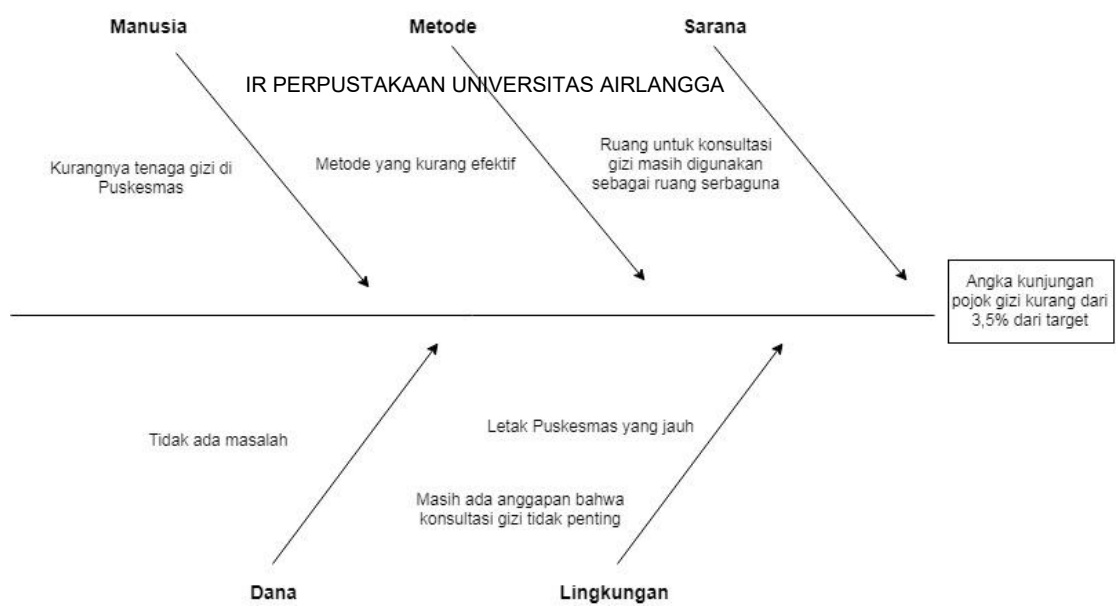 Manusia
Metode
Sarana
IR PERPUSTAKAAN UNIVERSITAS AIRLANGGA
Kurangnya tenaga gizi di
Puskesmas
Metode yang kurang efektif
Ruang untuk konsultasi
gizi masih digunakan
sebagai ruang serbaguna
Angka kunjungan
pojok gizi kurang dari
3,5% dari target
Tidak ada masalah
Letak Puskesmas yang jauh
Masih ada anggapan bahwa
konsultasi gizi tidak penting
Dana
Lingkungan